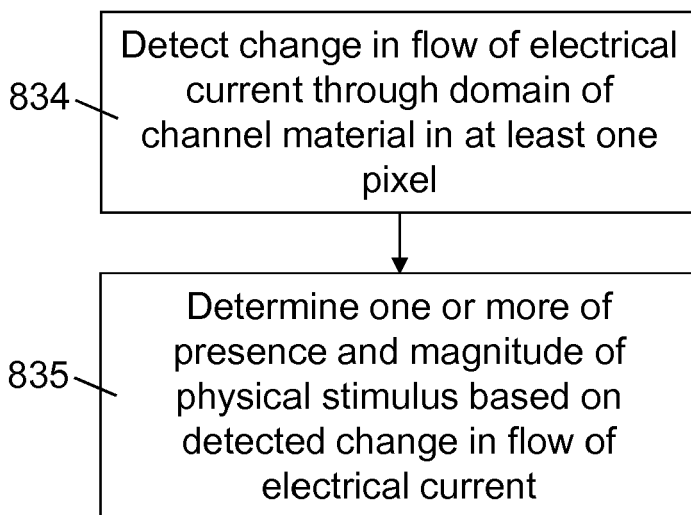 Detect change in flow of electrical
834
current through domain of
channel material in at least one
pixel
Determine one or more of
presence and magnitude of
835
physical stimulus based on
detected change in flow of
electrical current